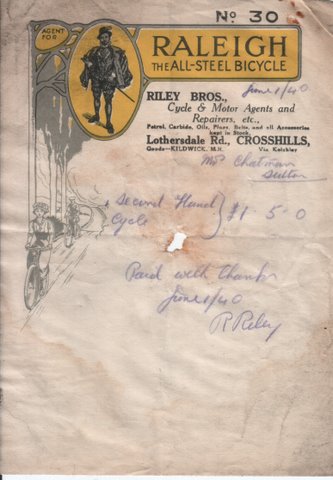 No 30
AGENT
FOR
RALEIGH
THE ALL-STEEL BICYCLE
June 1/40
RILEY BROS.,
Cycle & Motor Agents and
Repairers, etc.,
Petrol, Carbide, Oils, Plugs, Belts, and all Accessories
kept in Stock.
Lothersdale Rd., CROSSHILLS,
Goods—KILDWICK, M.R. Via Keighley
Mr Chatman
Sutton
Second Hand
Cycle } £1 - 5 - 0
Paid with thanks
June 1/40
R Riley